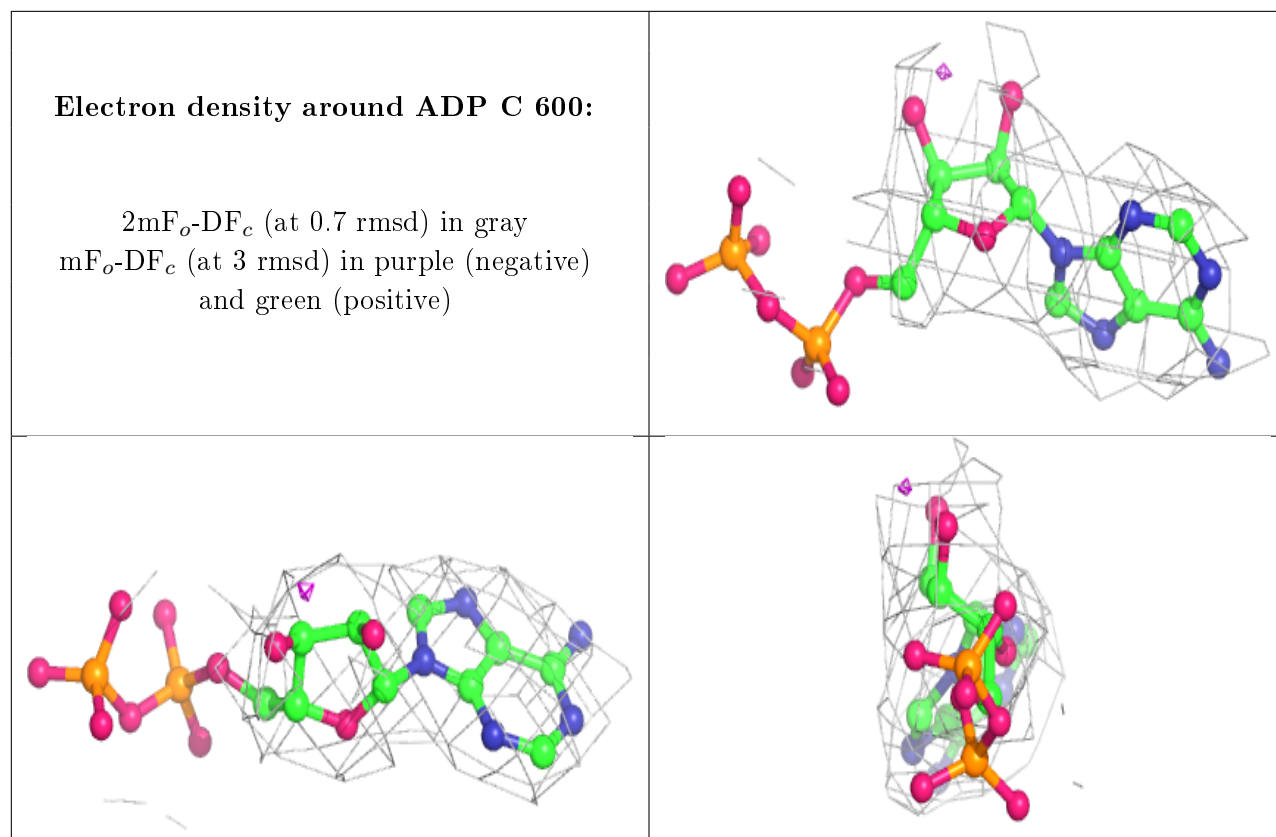 Electron density around ADP C 600:
2mFo-DFc (at 0.7 rmsd) in gray
mFo-DFc (at 3 rmsd) in purple (negative)
and green (positive)